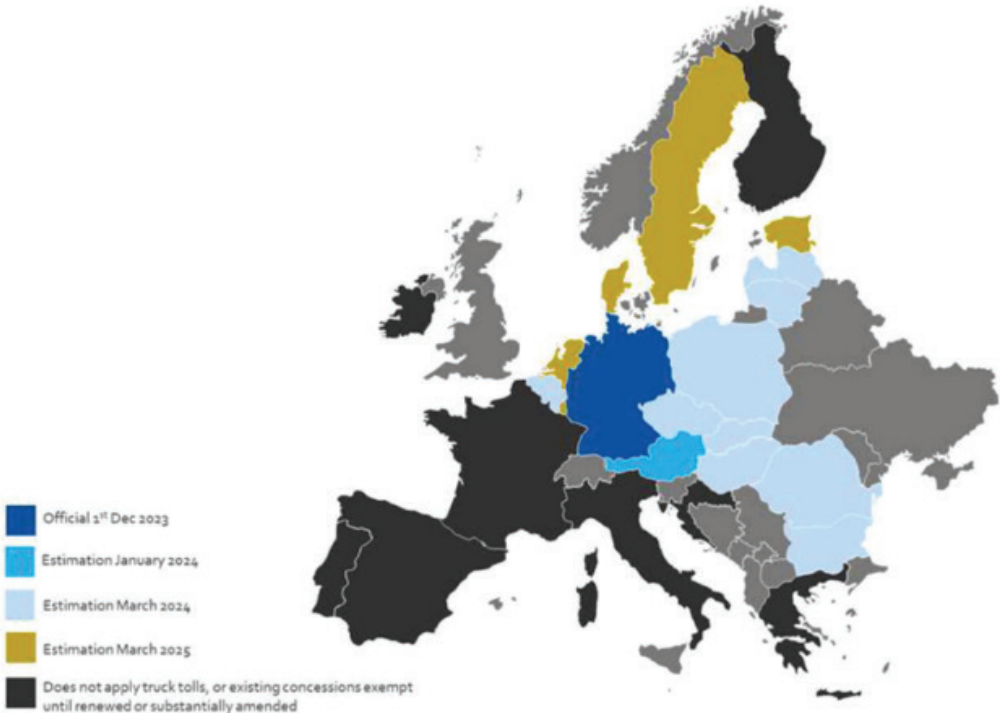 Official 1st Dec 2023
Estimation January 2024
Estimation March 2024
Estimation March 2025
Does not apply truck tolls, or existing concessions exempt
until renewed or substantially amended